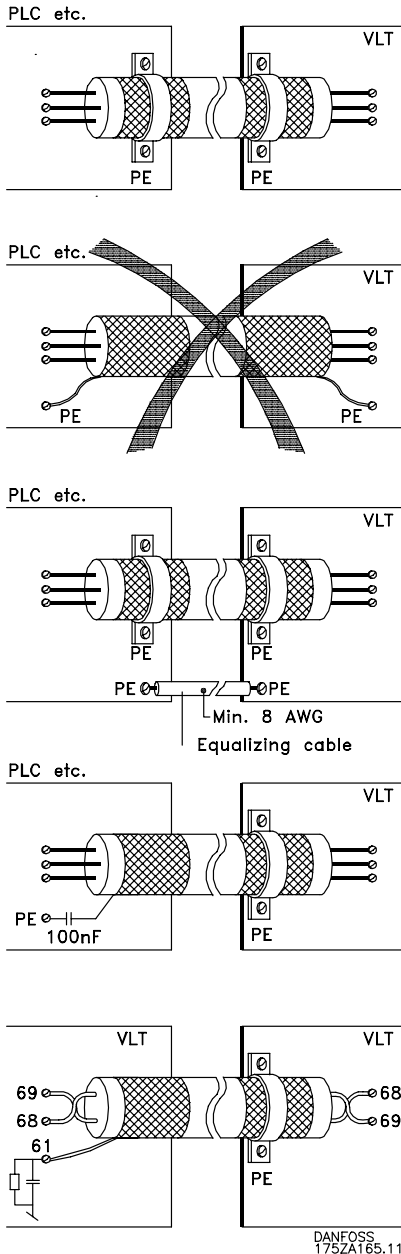 PLC etc.
VLT
PE PE
PLC etc.
VLT
PE PE
PLC etc.
VLT
PE PE
PE PE
Min. 8 AWG
Equalizing cable
PLC etc.
VLT
PE
100nF
PE
VLT VLT
69 68
68 69
61
PE
DANFOSS
175ZA165.11